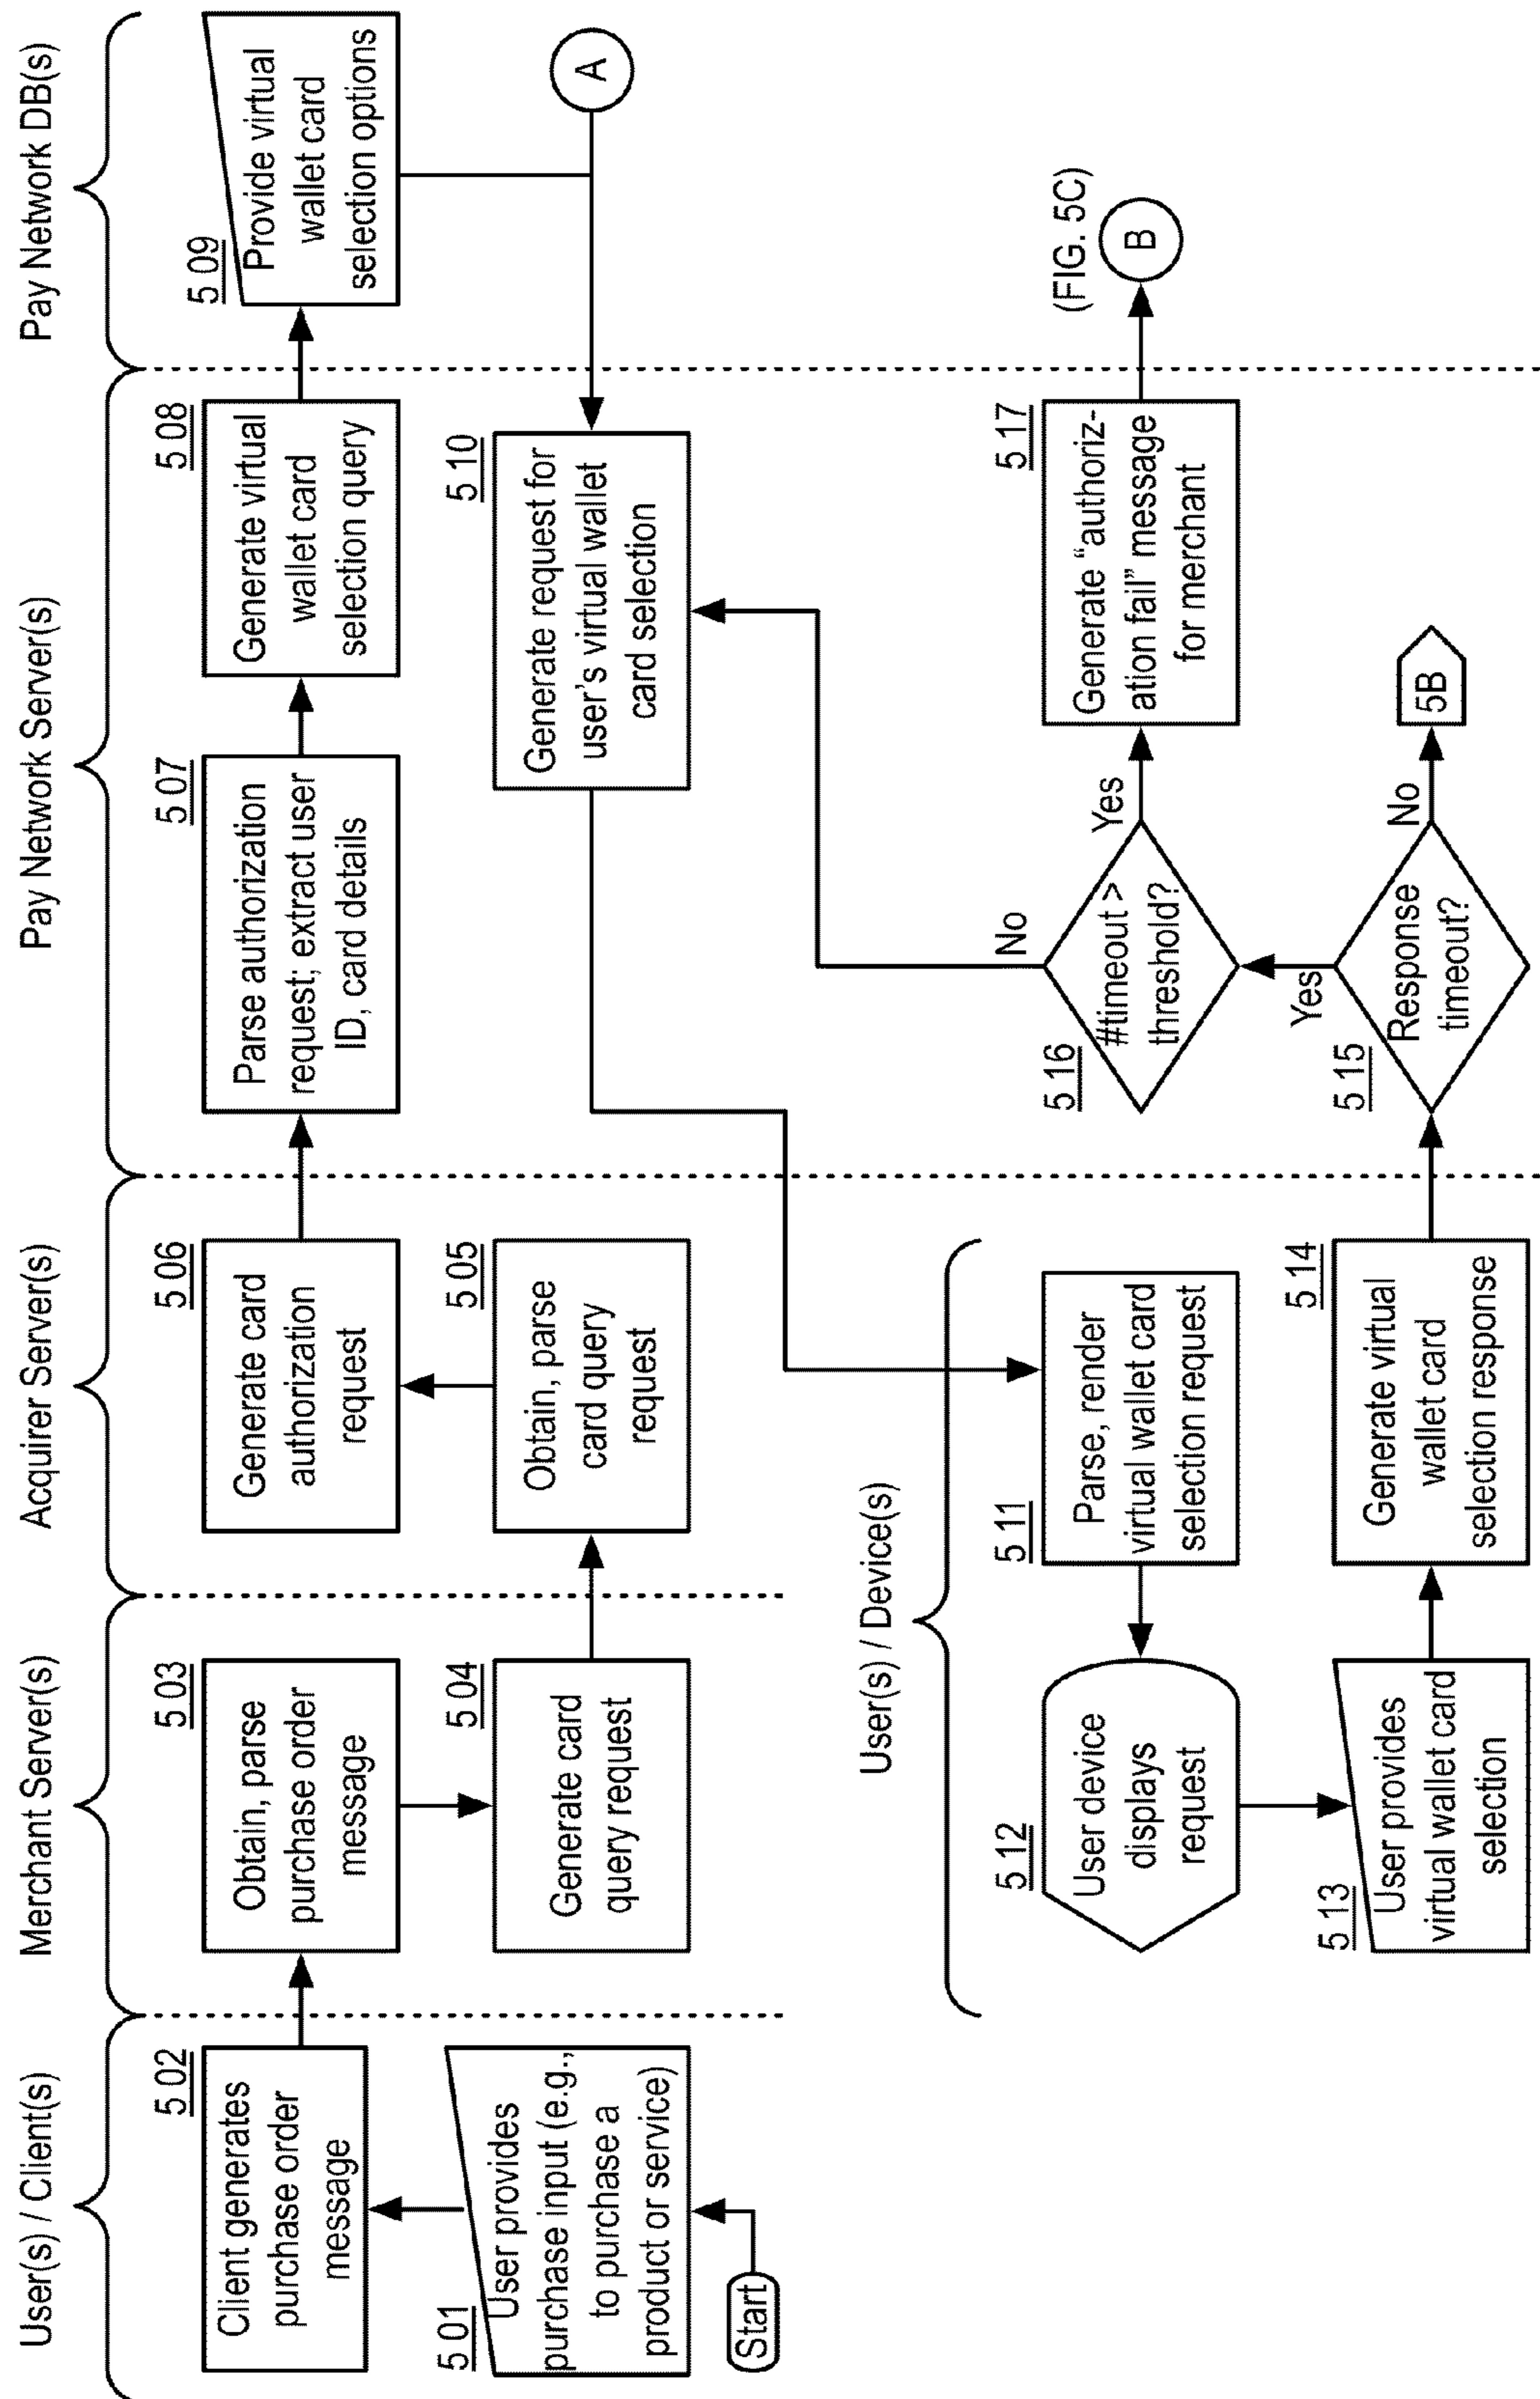 User(s) / Client(s)
Merchant Server(s)
Acquirer Server(s)
Pay Network Server(s)
Pay Network DB(s)
5 02
Client generates
purchase order
message
5 01
User provides
purchase input (e.g.,
to purchase a
product or service)
Start
5 03
Obtain, parse
purchase order
message
5 04
Generate card
query request
5 06
Generate card
authorization
request
5 05
Obtain, parse
card query
request
5 07
Parse authorization
request; extract user
ID, card details
5 08
Generate virtual
wallet card
selection query
5 09
Provide virtual
wallet card
selection options
A
5 10
Generate request for
user's virtual wallet
card selection
User(s) / Device(s)
5 11
Parse, render
virtual wallet card
selection request
5 12
User device
displays
request
5 13
User provides
virtual wallet card
selection
5 14
Generate virtual
wallet card
selection response
5 15
Response
timeout?
Yes
No
5B
5 16
#timeout >
threshold?
No
Yes
5 17
Generate “authoriz-
ation fail” message
for merchant
(FIG. 5C)
B